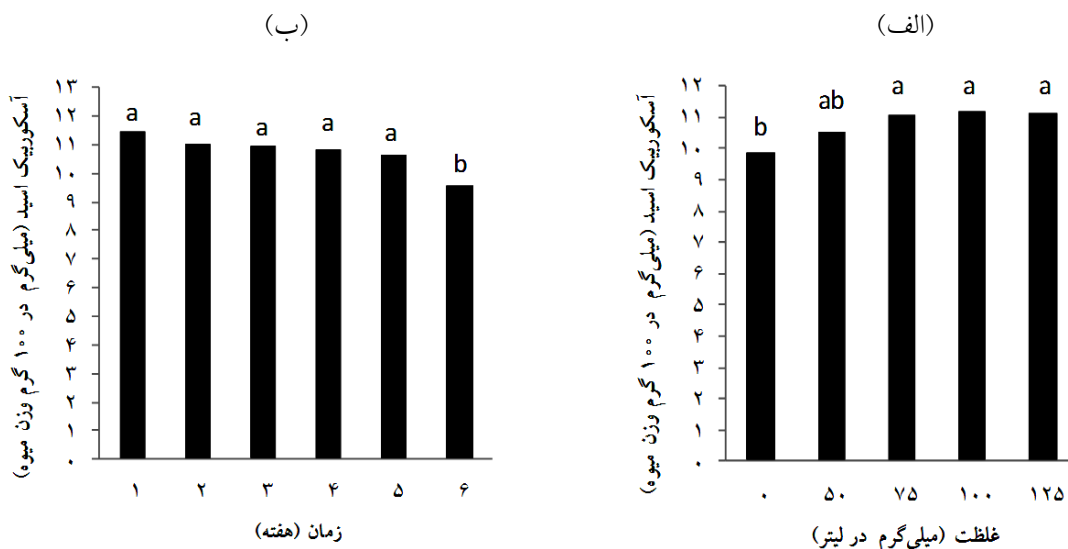 (الف)
آسکوربیک اسید (میلی‌گرم در ۱۰۰ گرم وزن میوه)
۱۲
۱۱
۱۰
۹
۸
۷
۶
۵
۴
۳
۲
۱
۰
b
ab
a
a
a
۰ ۵۰ ۷۵ ۱۰۰ ۱۲۵
غلظت (میلی‌گرم در لیتر)
(ب)
آسکوربیک اسید (میلی‌گرم در ۱۰۰ گرم وزن میوه)
۱۳
۱۲
۱۱
۱۰
۹
۸
۷
۶
۵
۴
۳
۲
۱
۰
a
a
a
a
a
b
۱ ۲ ۳ ۴ ۵ ۶
زمان (هفته)